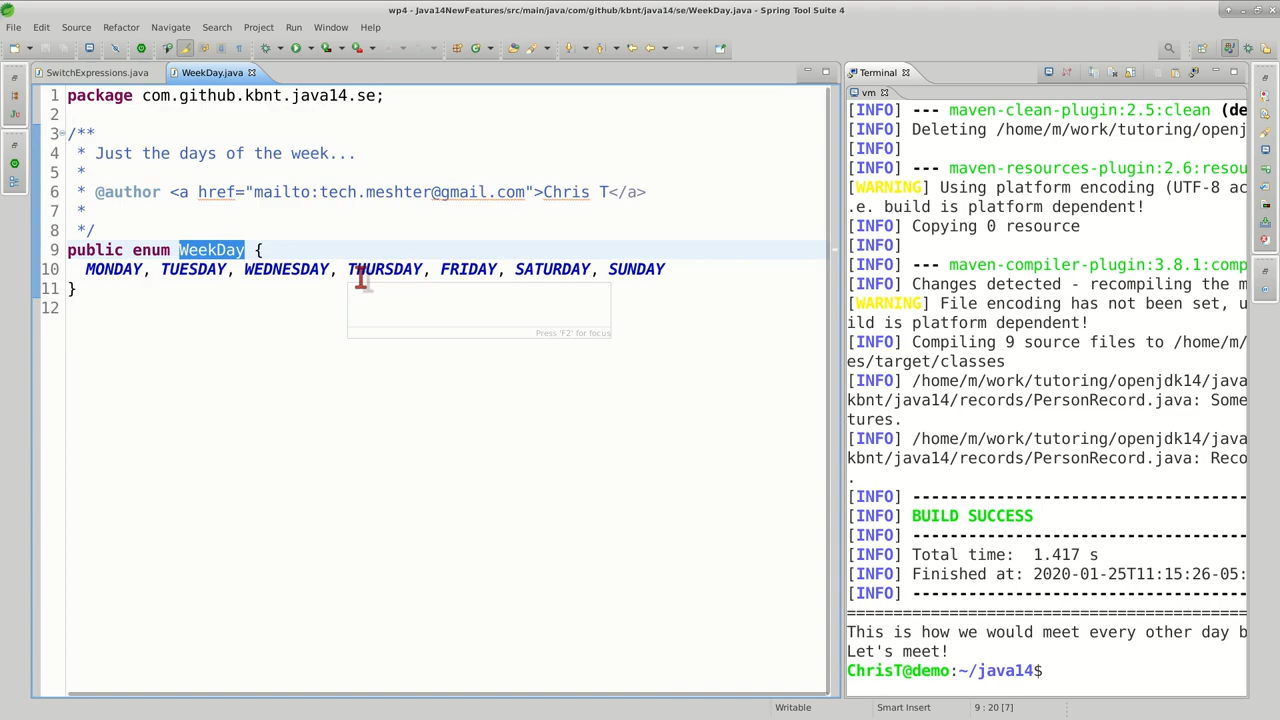 wp4 - Java14NewFeatures/src/main/java/com/github/kbnt/java14/se/WeekDay.java - Spring Tool Suite 4
File Edit Source Refactor Navigate Search Project Run Window Help
SwitchExpressions.java WeekDay.java
1 package com.github.kbnt.java14.se;
2
3 /**
4 * Just the days of the week...
5 *
6 * @author <a href="mailto:tech.meshter@gmail.com">Chris T</a>
7 *
8 */
9 public enum WeekDay {
10 MONDAY, TUESDAY, WEDNESDAY, THURSDAY, FRIDAY, SATURDAY, SUNDAY
11 }
12
Press 'F2' for focus
Terminal
vm
[INFO] --- maven-clean-plugin:2.5:clean (de
[INFO] Deleting /home/m/work/tutoring/openj
[INFO]
[INFO] --- maven-resources-plugin:2.6:resou
[WARNING] Using platform encoding (UTF-8 ac
.e. build is platform dependent!
[INFO] Copying 0 resource
[INFO]
[INFO] --- maven-compiler-plugin:3.8.1:comp
[INFO] Changes detected - recompiling the m
[WARNING] File encoding has not been set, u
ild is platform dependent!
[INFO] Compiling 9 source files to /home/m/
es/target/classes
[INFO] /home/m/work/tutoring/openjdk14/java
kbnt/java14/records/PersonRecord.java: Some
tures.
[INFO] /home/m/work/tutoring/openjdk14/java
kbnt/java14/records/PersonRecord.java: Reco
.
[INFO] ------------------------------------
[INFO] BUILD SUCCESS
[INFO] ------------------------------------
[INFO] Total time:  1.417 s
[INFO] Finished at: 2020-01-25T11:15:26-05:
[INFO] ------------------------------------
===========================================
This is how we would meet every other day b
Let's meet!
ChrisT@demo:~/java14$
Writable Smart Insert 9 : 20 [7]